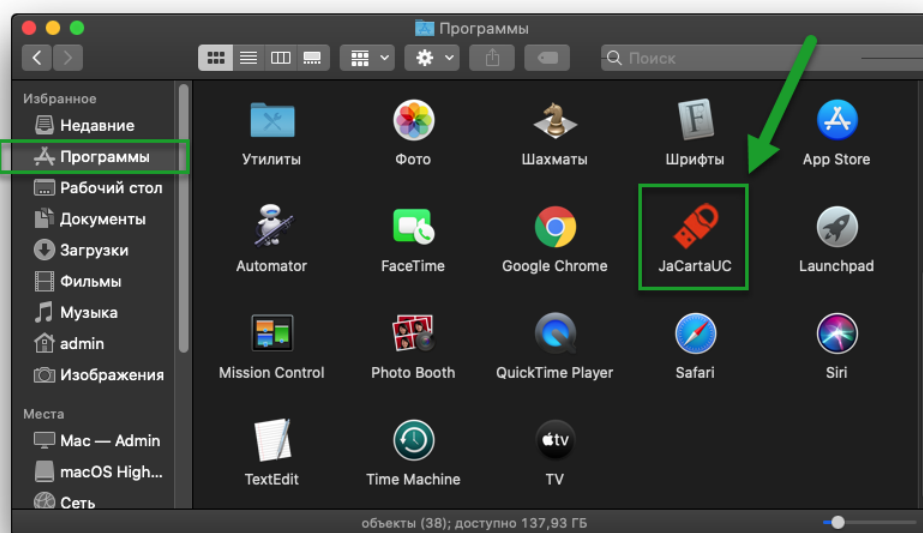 Программы
Поиск
Избранное
Недавние
Программы
Рабочий стол
Документы
Загрузки
Фильмы
Музыка
admin
Изображения
Места
Mac — Admin
macOS High...
Сеть
Утилиты
Фото
Шахматы
Шрифты
App Store
Automator
FaceTime
Google Chrome
JaCartaUC
Launchpad
Mission Control
Photo Booth
QuickTime Player
Safari
Siri
TextEdit
Time Machine
tv
TV
объекты (38); доступно 137,93 ГБ